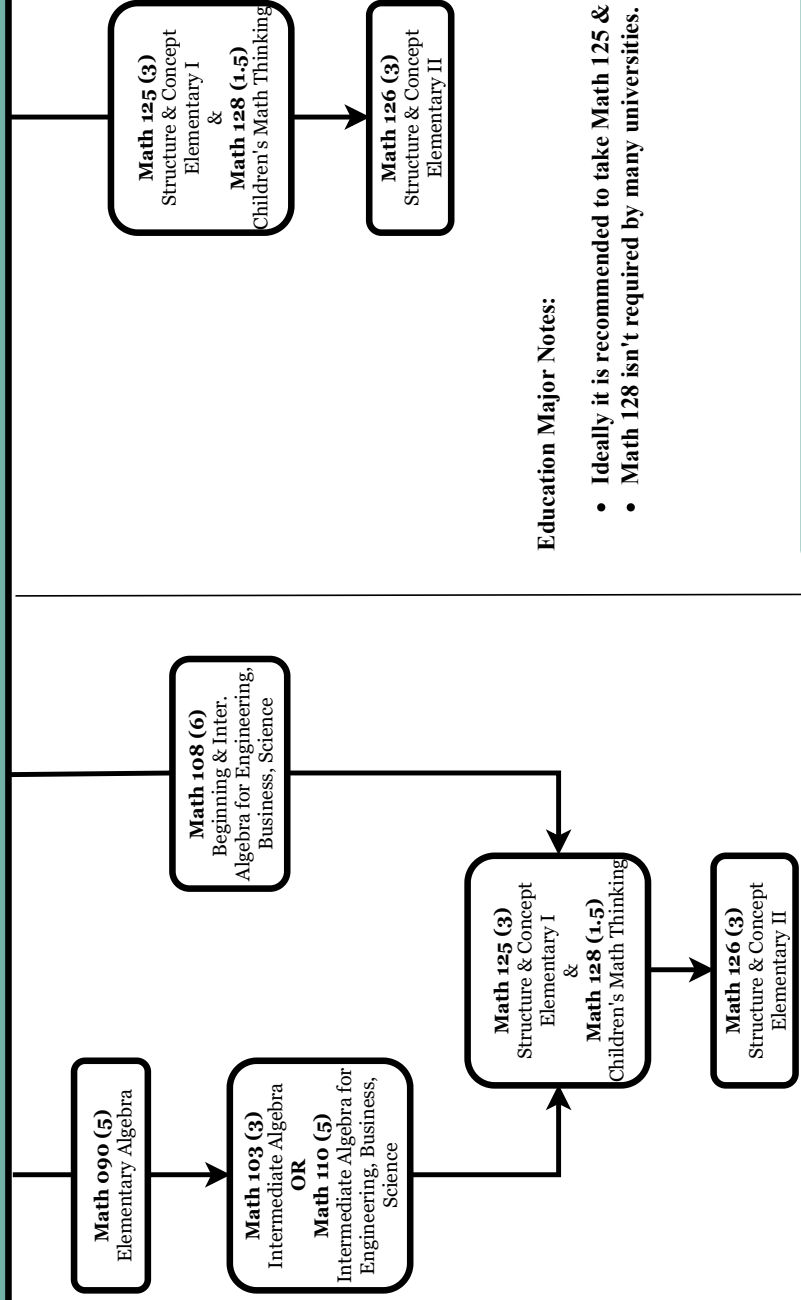 Math 090 (5)
Elementary Algebra
Math 103 (3)
Intermediate Algebra
OR
Math 110 (5)
Intermediate Algebra for
Engineering, Business,
Science
Math 108 (6)
Beginning & Inter.
Algebra for Engineering,
Business, Science
Math 125 (3)
Structure & Concept
Elementary I
&
Math 128 (1.5)
Children's Math Thinking
Math 126 (3)
Structure & Concept
Elementary II
Math 125 (3)
Structure & Concept
Elementary I
&
Math 128 (1.5)
Children's Math Thinking
Math 126 (3)
Structure & Concept
Elementary II
Education Major Notes:
• Ideally it is recommended to take Math 125 &
• Math 128 isn't required by many universities.